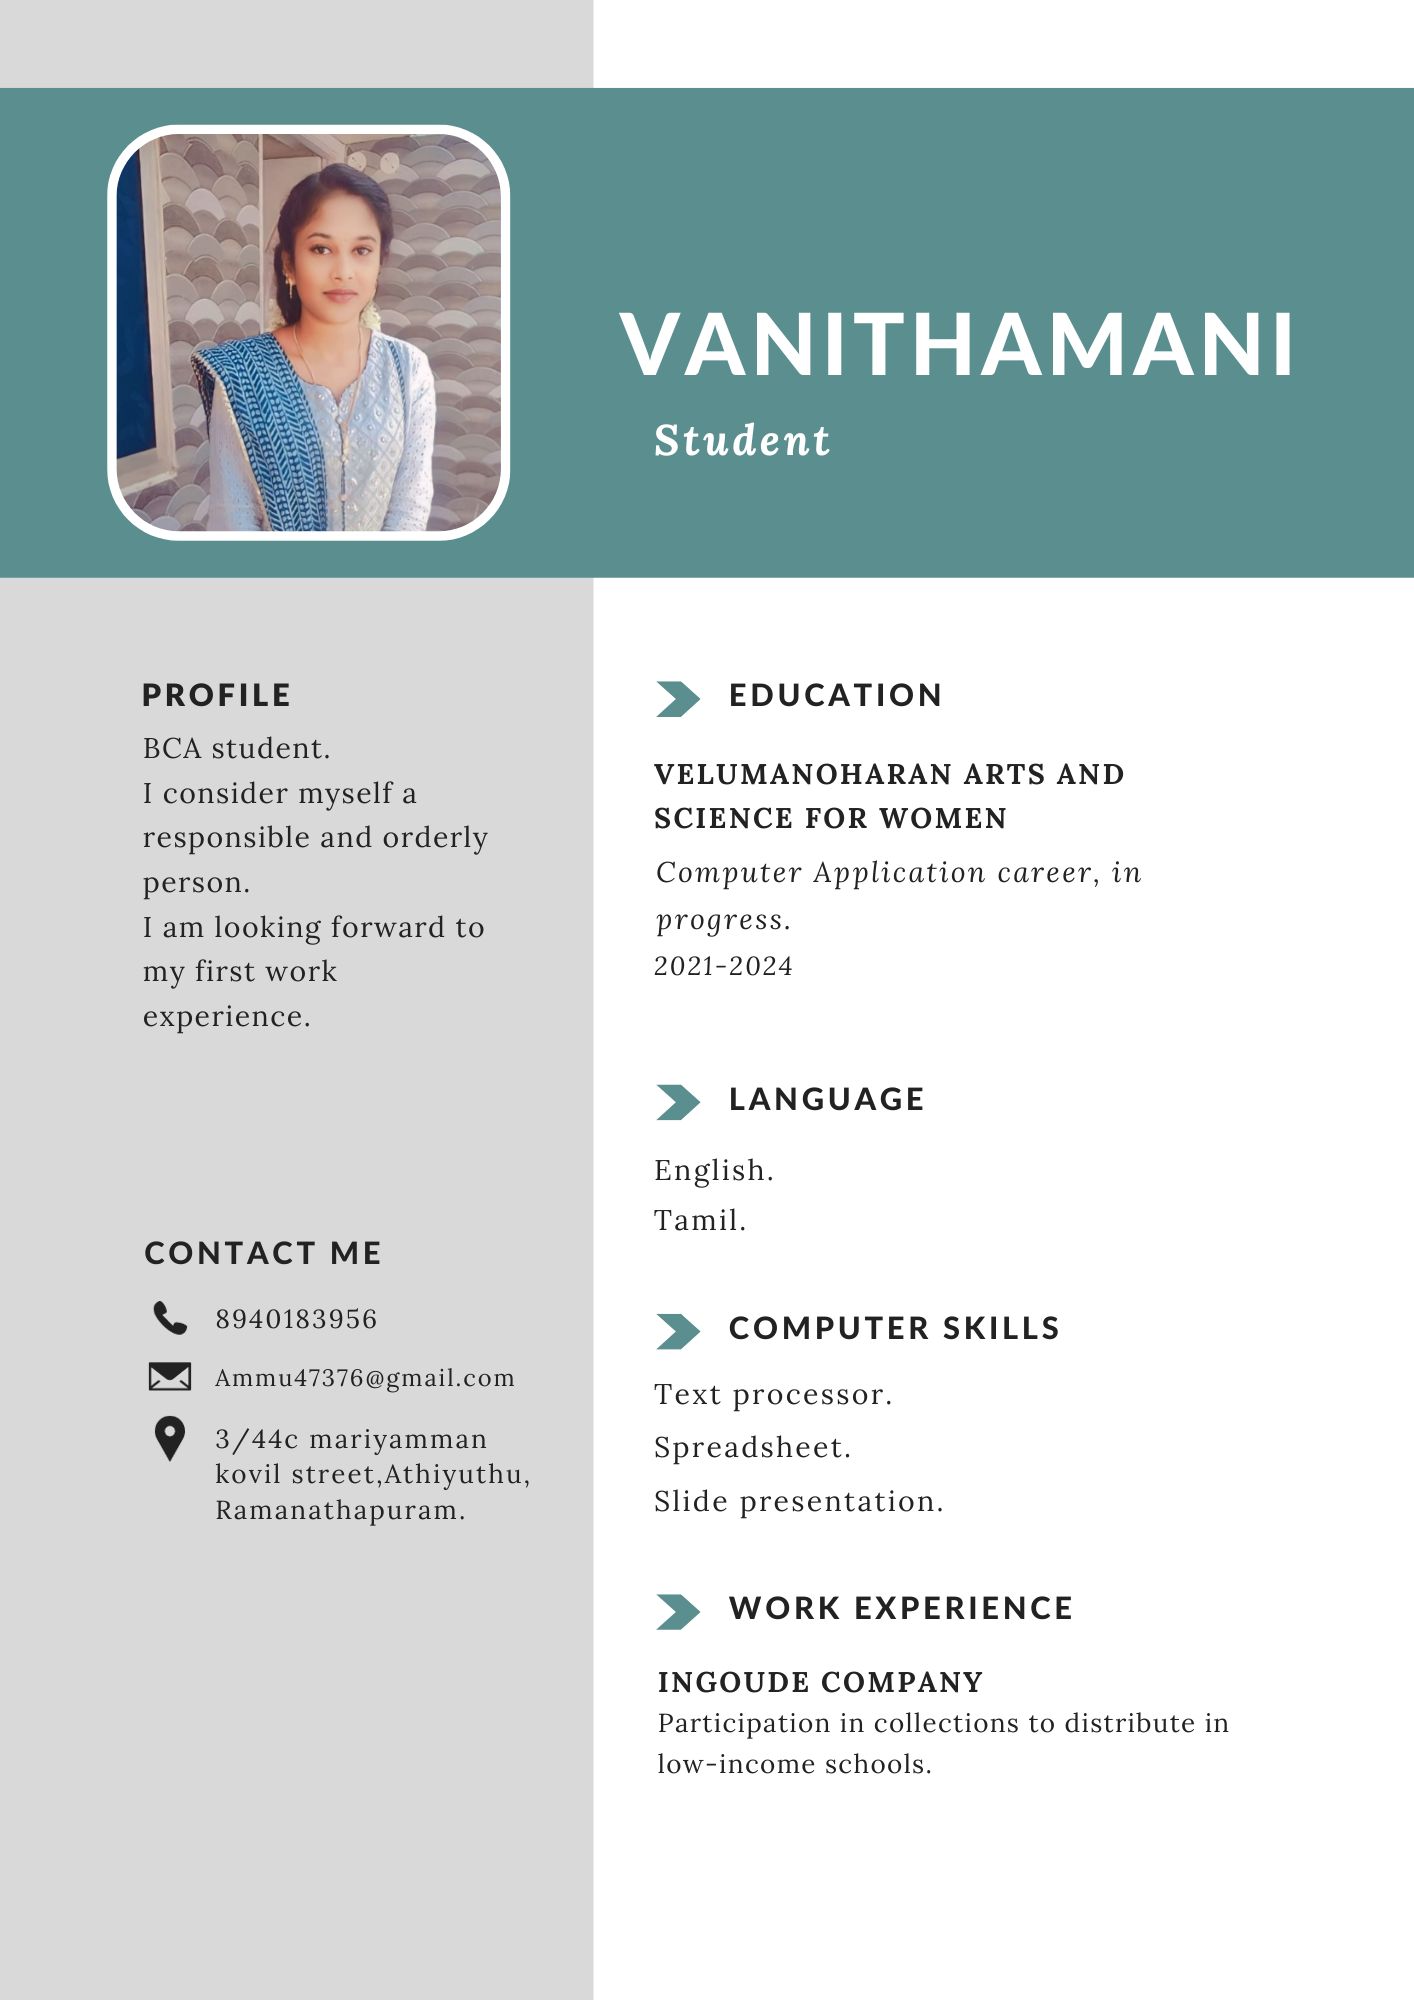 VANITHAMANI
Student
PROFILE
BCA student.
I consider myself a
responsible and orderly
person.
I am looking forward to
my first work
experience.
CONTACT ME
8940183956
Ammu47376@gmail.com
3/44c mariyamman
kovil street,Athiyuthu,
Ramanathapuram.
EDUCATION
VELUMANOHARAN ARTS AND
SCIENCE FOR WOMEN
Computer Application career, in
progress.
2021-2024
LANGUAGE
English.
Tamil.
COMPUTER SKILLS
Text processor.
Spreadsheet.
Slide presentation.
WORK EXPERIENCE
INGOUDE COMPANY
Participation in collections to distribute in
low-income schools.